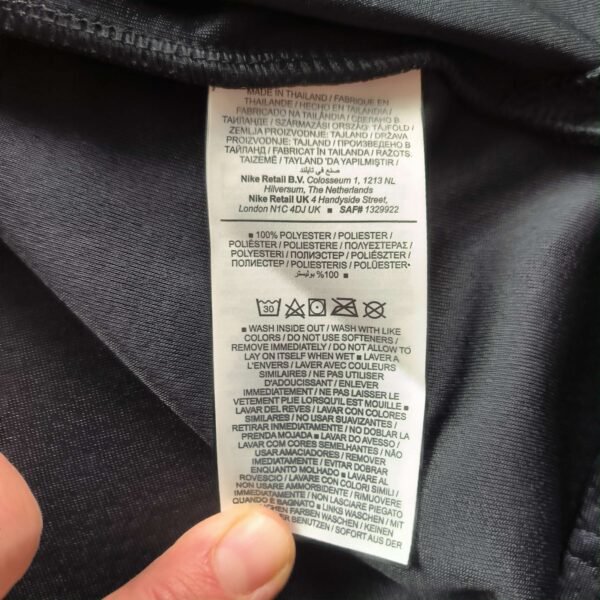 MADE IN THAILAND / FABRIQUE EN
THAILANDE / HECHO EN TAILANDIA /
FABRICADO NA TAILÂNDIA / СДЕЛАНО В
ТАИЛАНДЕ / SZÁRMAZÁSI ORSZÁG: TÁJFOLD /
ZEMLJA PROIZVODNJE: TAJLAND / DRŽAVA
PROIZVODNJE: TAJSKA / ПРОИЗВЕДЕНО В
ТАЙЛАНД / FABRICAT ÎN TAILANDA / RAŽOTS
TAIZEMĒ / TAYLAND'DA YAPILMIŞTIR /
صنع في تايلند
Nike Retail B.V. Colosseum 1, 1213 NL
Hilversum, The Netherlands
Nike Retail UK 4 Handyside Street,
London N1C 4DJ UK ■ SAF# 1329922
■ 100% POLYESTER / POLIESTER /
POLIÉSTER / POLIESTERE / ΠΟΛΥΕΣΤΕΡΑΣ /
POLYESTERI / ПОЛИЭСТЕР / POLIÉSZTER /
ПОЛИЕСТЕР / POLIESTERIS / POLÜESTER
100% بوليستر ■
30
■ WASH INSIDE OUT / WASH WITH LIKE
COLORS / DO NOT USE SOFTENERS /
REMOVE IMMEDIATELY / DO NOT ALLOW TO
LAY ON ITSELF WHEN WET ■ LAVER A
L'ENVERS / LAVER AVEC COULEURS
SIMILAIRES / NE PAS UTILISER
D'ADOUCISSANT / ENLEVER
IMMEDIATEMENT / NE PAS LAISSER LE
VETEMENT PLIE LORSQU'IL EST MOUILLE ■
LAVAR DEL REVES / LAVAR CON COLORES
SIMILARES / NO USAR SUAVIZANTES /
RETIRAR INMEDIATAMENTE / NO DOBLAR LA
PRENDA MOJADA ■ LAVAR DO AVESSO /
LAVAR COM CORES SEMELHANTES / NÃO
USAR AMACIADORES / REMOVER
IMEDIATAMENTE / EVITAR DOBRAR
ENQUANTO MOLHADO ■ LAVARE AL
ROVESCIO / LAVARE CON COLORI SIMILI /
NON USARE AMMORBIDENTE / RIMUOVERE
IMMEDIATAMENTE / NON LASCIARE PIEGATO
QUANDO È BAGNATO ■ LINKS WASCHEN / MIT
FARBEN WASCHEN / KEINEN
BENUTZEN / SOFORT AUS DER